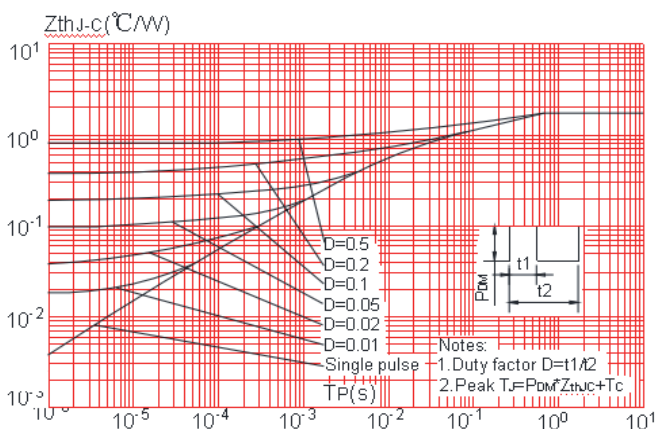 ZthJ-C(℃/W)
10¹
10⁰
10⁻¹
10⁻²
10⁻³
D=0.5
D=0.2
D=0.1
D=0.05
D=0.02
D=0.01
Single pulse
TP(s)
PDM
t1
t2
Notes:
1.Duty factor D=t1/t2
2.Peak TJ=PDM*ZthJC+TC
10⁻⁵
10⁻⁴
10⁻³
10⁻²
10⁻¹
10⁰
10¹